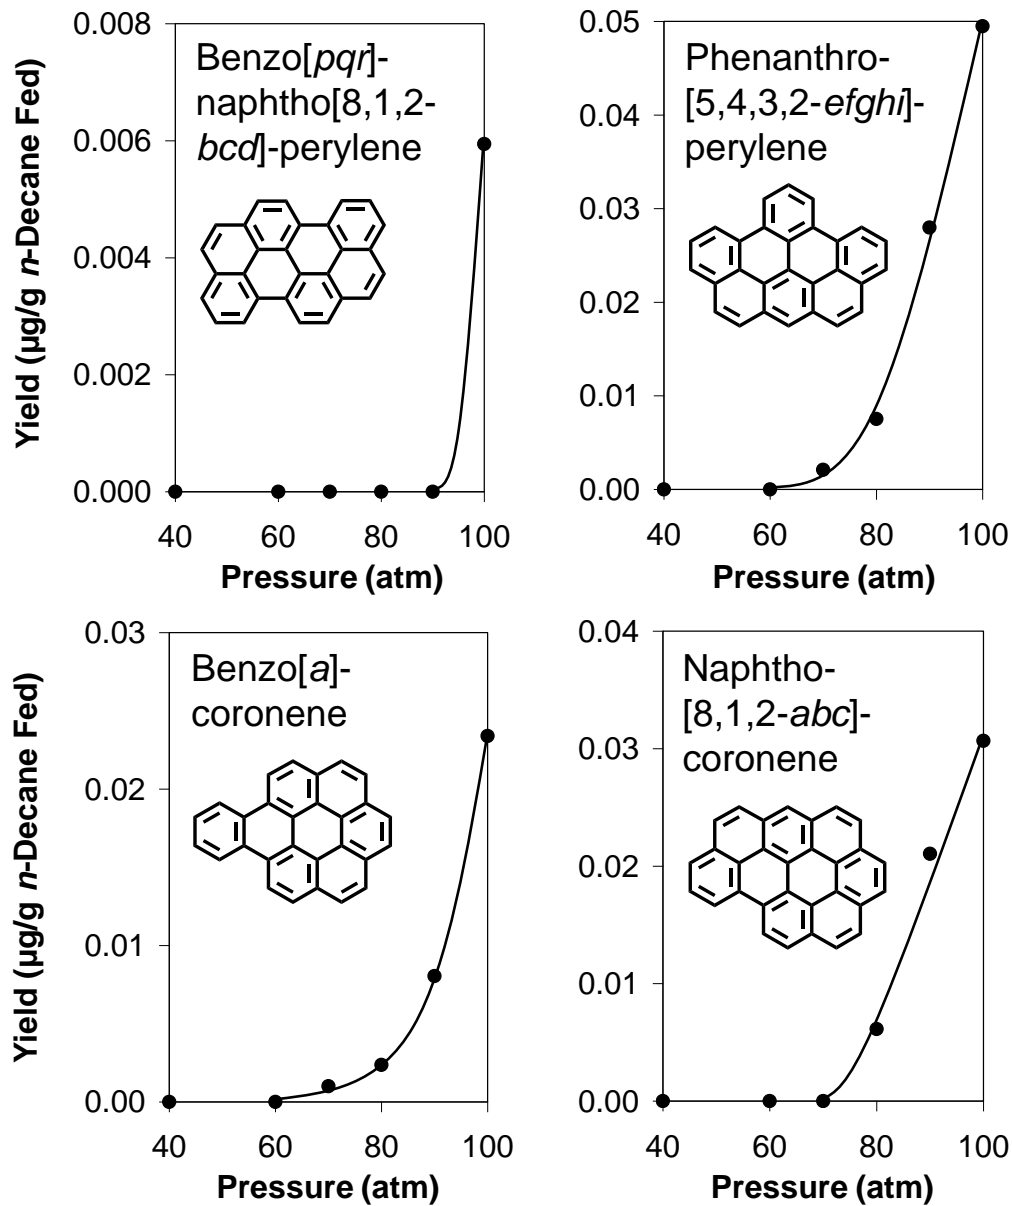 Yield (µg/g n-Decane Fed)
0.008
0.006
0.004
0.002
0.000
Benzo[pqr]-
naphtho[8,1,2-
bcd]-perylene
40 60 80 100
Pressure (atm)
0.05
0.04
0.03
0.02
0.01
0.00
Phenanthro-
[5,4,3,2-efghi]-
perylene
40 60 80 100
Pressure (atm)
Yield (µg/g n-Decane Fed)
0.03
0.02
0.01
0.00
Benzo[a]-
coronene
40 60 80 100
Pressure (atm)
0.04
0.03
0.02
0.01
0.00
Naphtho-
[8,1,2-abc]-
coronene
40 60 80 100
Pressure (atm)